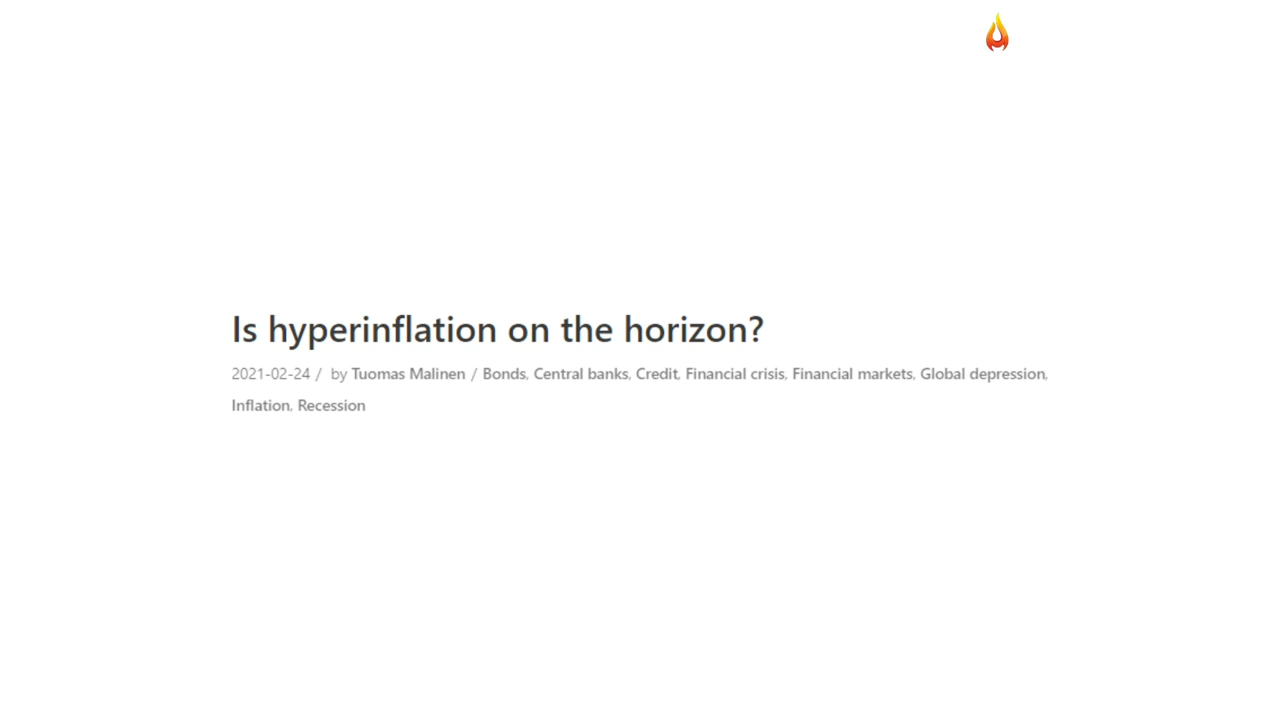 Is hyperinflation on the horizon?
2021-02-24 / by Tuomas Malinen / Bonds, Central banks, Credit, Financial crisis, Financial markets, Global depression,
Inflation, Recession